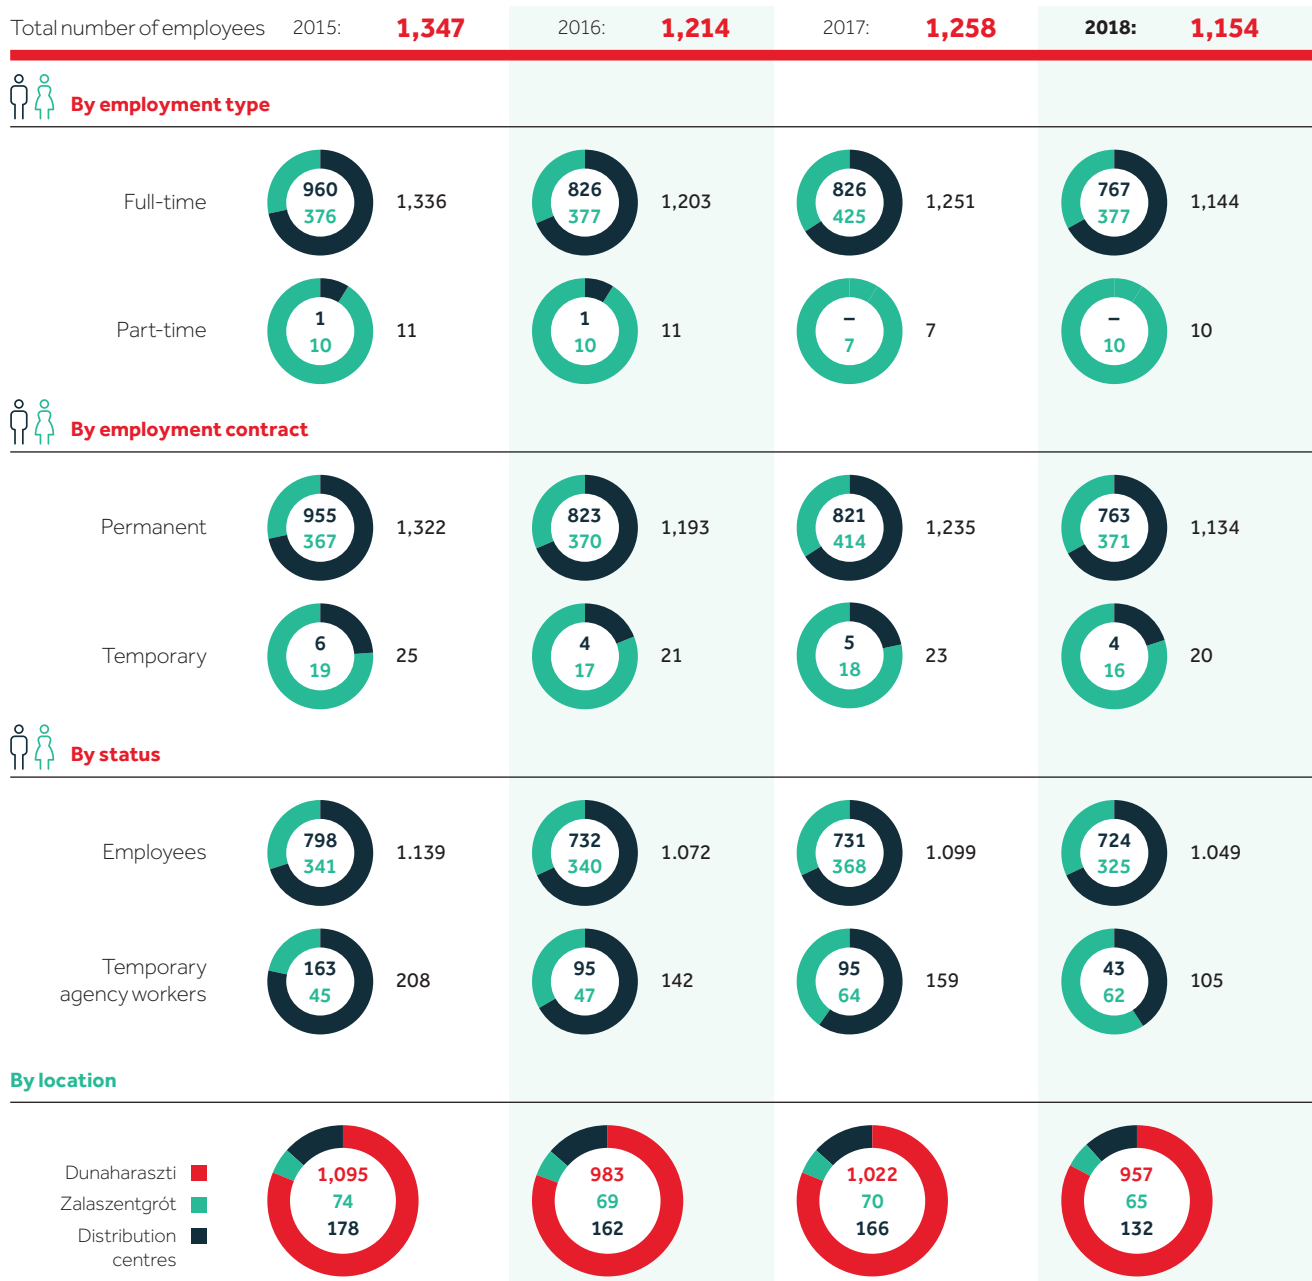 Total number of employees 2015: 1,347 2016: 1,214 2017: 1,258 2018: 1,154
By employment type
Full-time 960 376 1,336 826 377 1,203 826 425 1,251 767 377 1,144
Part-time 1 10 11 1 10 11 – 7 7 – 10 10
By employment contract
Permanent 955 367 1,322 823 370 1,193 821 414 1,235 763 371 1,134
Temporary 6 19 25 4 17 21 5 18 23 4 16 20
By status
Employees 798 341 1.139 732 340 1.072 731 368 1.099 724 325 1.049
Temporary
agency workers 163 45 208 95 47 142 95 64 159 43 62 105
By location
Dunaharaszti 1,095 983 1,022 957
Zalaszentgrót 74 69 70 65
Distribution 178 162 166 132
centres